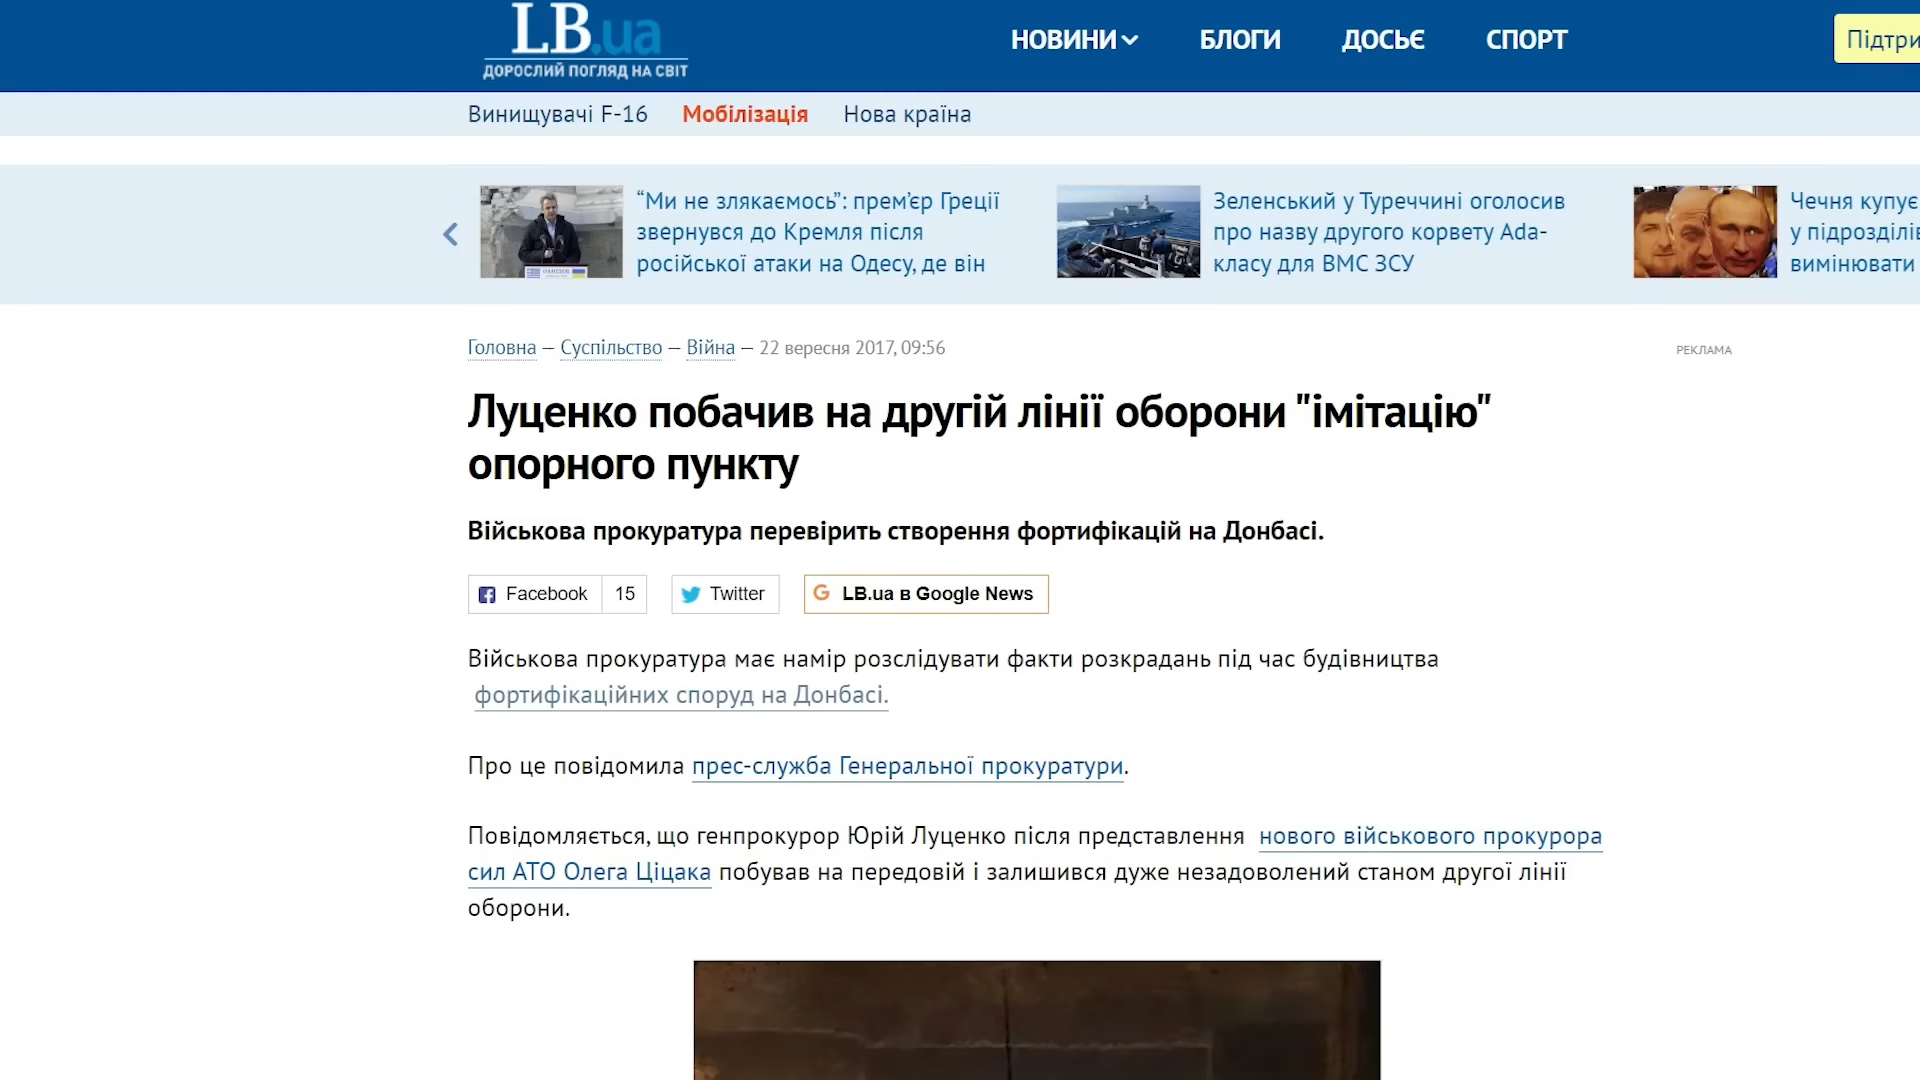 LB.ua
ДОРОСЛИЙ ПОГЛЯД НА СВІТ
НОВИНИ
БЛОГИ
ДОСЬЄ
СПОРТ
Підтри
Винищувачі F-16
Мобілізація
Нова країна
“Ми не злякаємось”: прем’єр Греції
звернувся до Кремля після
російської атаки на Одесу, де він
Зеленський у Туреччині оголосив
про назву другого корвету Ada-
класу для ВМС ЗСУ
Чечня купує
у підрозділів
вимінювати
Головна – Суспільство – Війна – 22 вересня 2017, 09:56
РЕКЛАМА
Луценко побачив на другій лінії оборони "імітацію"
опорного пункту
Військова прокуратура перевірить створення фортифікацій на Донбасі.
Facebook 15
Twitter
LB.ua в Google News
Військова прокуратура має намір розслідувати факти розкрадань під час будівництва
фортифікаційних споруд на Донбасі.
Про це повідомила прес-служба Генеральної прокуратури.
Повідомляється, що генпрокурор Юрій Луценко після представлення нового військового прокурора
сил АТО Олега Ціцака побував на передовій і залишився дуже незадоволений станом другої лінії
оборони.